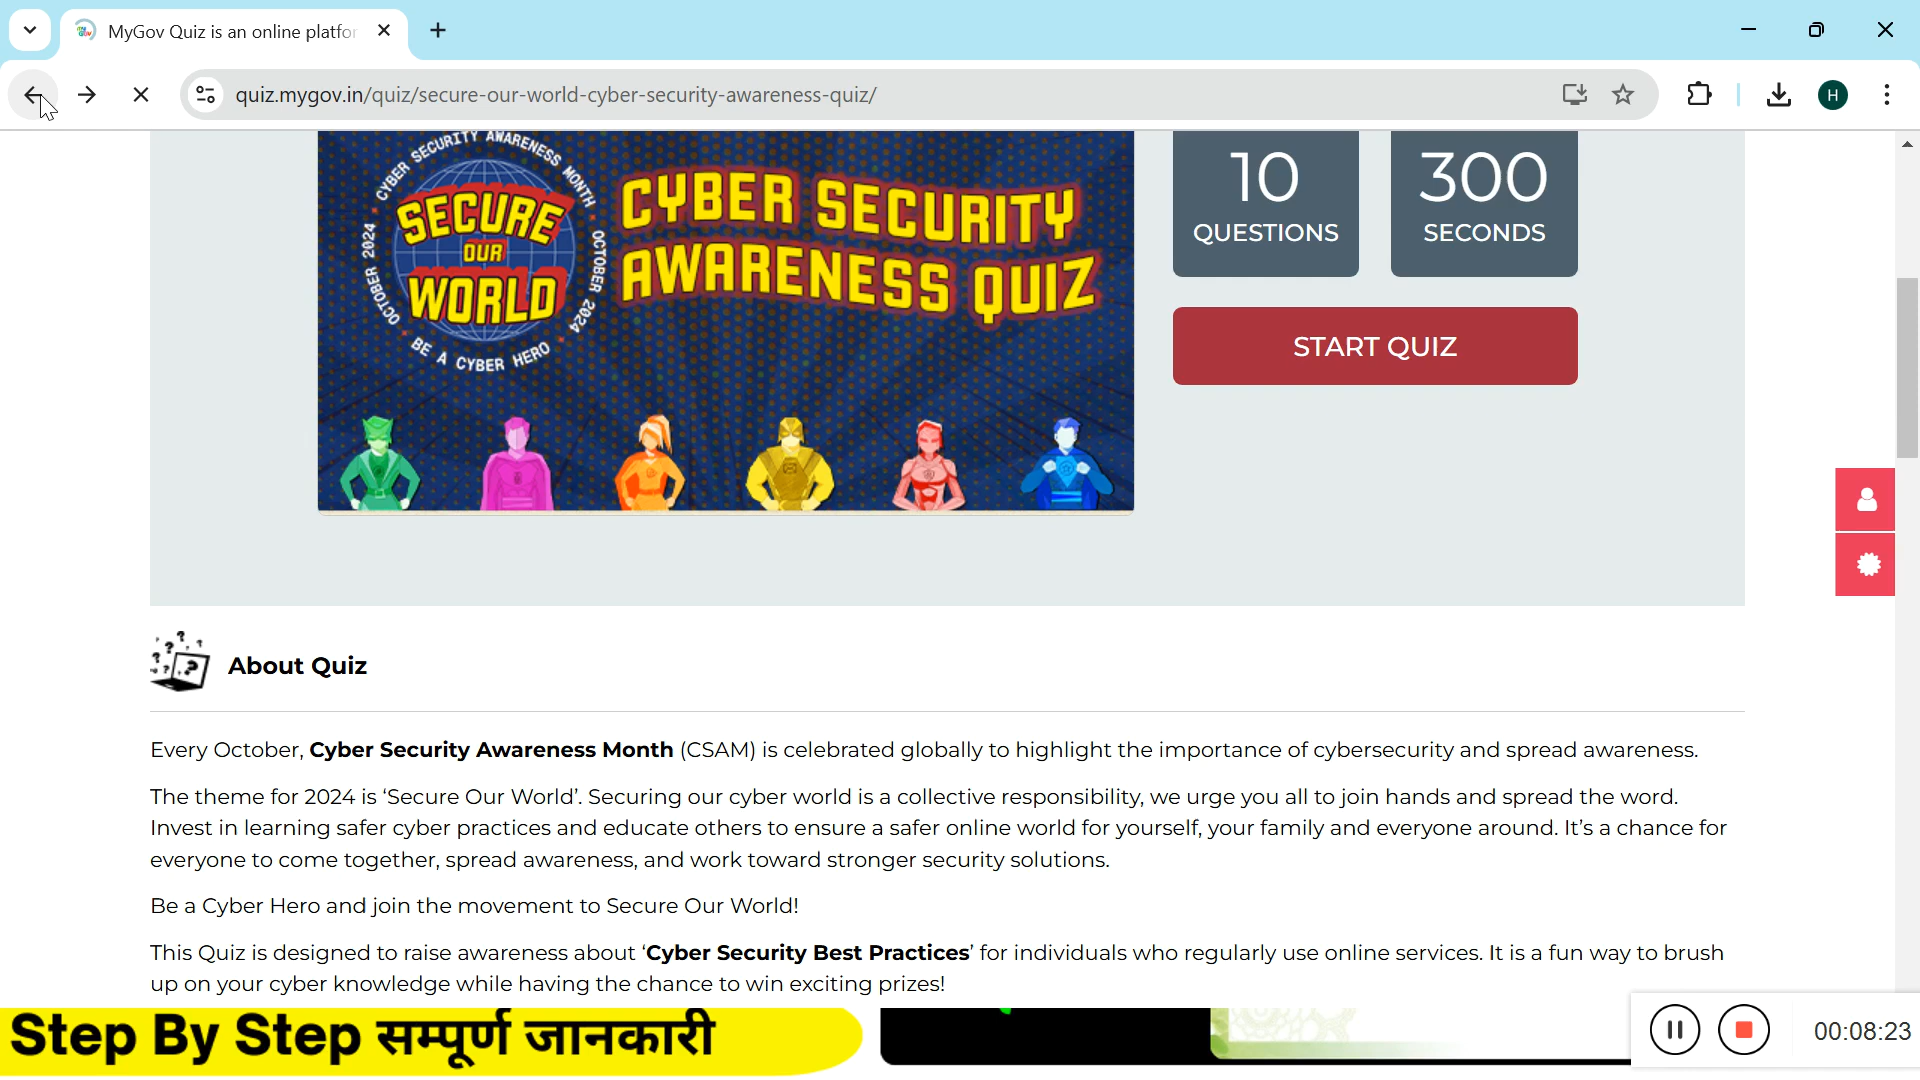 MyGov Quiz is an online platfor
quiz.mygov.in/quiz/secure-our-world-cyber-security-awareness-quiz/
H
CYBER SECURITY AWARENESS MONTH
OCTOBER 2024
OCTOBER 2024
BE A CYBER HERO
SECURE
OUR
WORLD
CYBER SECURITY
AWARENESS QUIZ
10
QUESTIONS
300
SECONDS
START QUIZ
About Quiz
Every October, Cyber Security Awareness Month (CSAM) is celebrated globally to highlight the importance of cybersecurity and spread awareness.
The theme for 2024 is ‘Secure Our World’. Securing our cyber world is a collective responsibility, we urge you all to join hands and spread the word.
Invest in learning safer cyber practices and educate others to ensure a safer online world for yourself, your family and everyone around. It’s a chance for
everyone to come together, spread awareness, and work toward stronger security solutions.
Be a Cyber Hero and join the movement to Secure Our World!
This Quiz is designed to raise awareness about ‘Cyber Security Best Practices’ for individuals who regularly use online services. It is a fun way to brush
up on your cyber knowledge while having the chance to win exciting prizes!
Step By Step सम्पूर्ण जानकारी
00:08:23